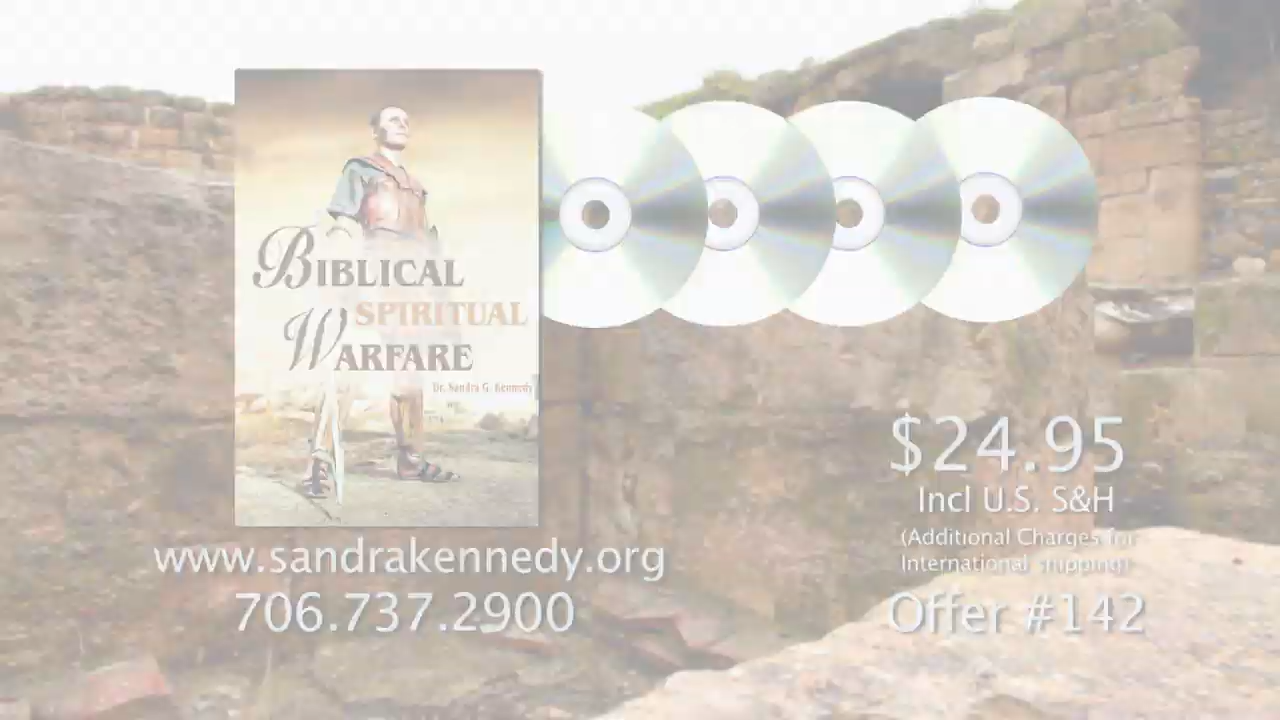 BIBLICAL
SPIRITUAL
WARFARE
Dr. Sandra G. Kennedy
www.sandrakennedy.org
706.737.2900
$24.95
Incl U.S. S&H
(Additional Charges for
International shipping)
Offer #142